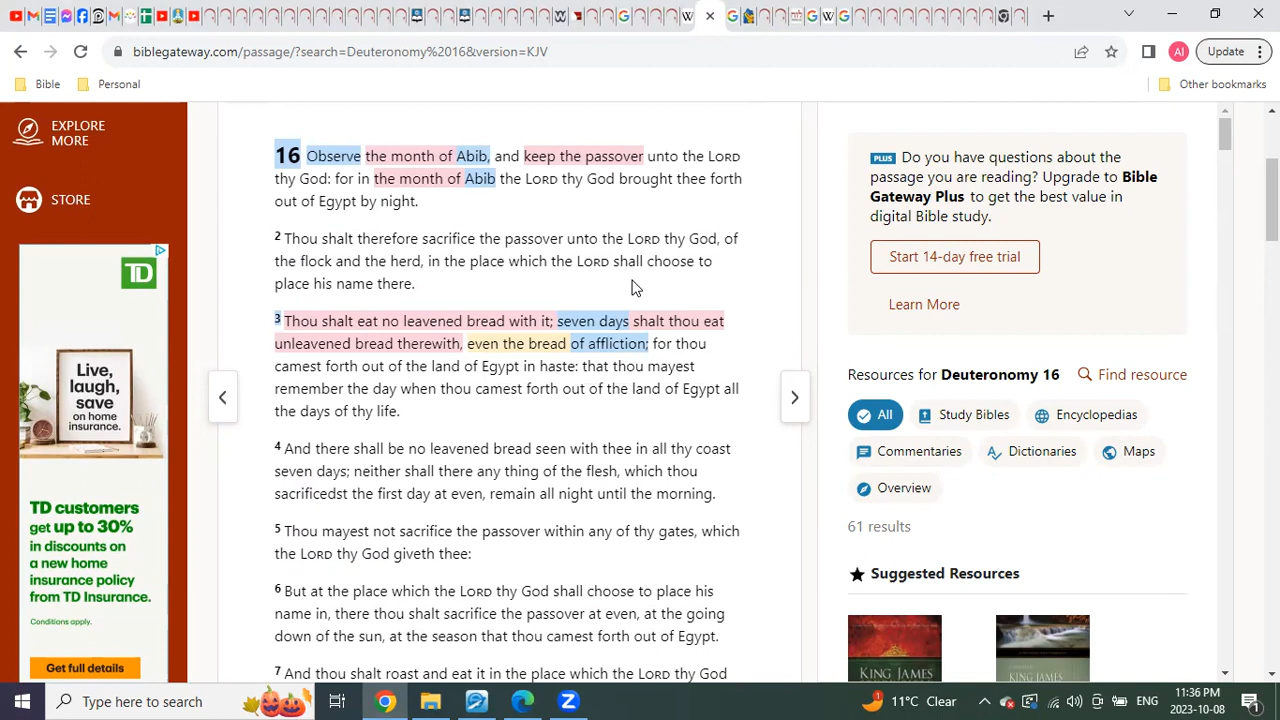 biblegateway.com/passage/?search=Deuteronomy%2016&version=KJV
AI
Update
Bible
Personal
Other bookmarks
EXPLORE
MORE
STORE
TD
Live,
laugh,
save
on home
insurance.
TD customers
get up to 30%
in discounts on
a new home
insurance policy
from TD Insurance.
Conditions apply.
Get full details
16 Observe the month of Abib, and keep the passover unto the LORD
thy God: for in the month of Abib the LORD thy God brought thee forth
out of Egypt by night.
2 Thou shalt therefore sacrifice the passover unto the LORD thy God, of
the flock and the herd, in the place which the LORD shall choose to
place his name there.
3 Thou shalt eat no leavened bread with it; seven days shalt thou eat
unleavened bread therewith, even the bread of affliction; for thou
camest forth out of the land of Egypt in haste: that thou mayest
remember the day when thou camest forth out of the land of Egypt all
the days of thy life.
4 And there shall be no leavened bread seen with thee in all thy coast
seven days; neither shall there any thing of the flesh, which thou
sacrificedst the first day at even, remain all night until the morning.
5 Thou mayest not sacrifice the passover within any of thy gates, which
the LORD thy God giveth thee:
6 But at the place which the LORD thy God shall choose to place his
name in, there thou shalt sacrifice the passover at even, at the going
down of the sun, at the season that thou camest forth out of Egypt.
7 And thou shalt roast and eat it in the place which the LORD thy God
PLUS Do you have questions about the
passage you are reading? Upgrade to Bible
Gateway Plus to get the best value in
digital Bible study.
Start 14-day free trial
Learn More
Resources for Deuteronomy 16
Find resource
All
Study Bibles
Encyclopedias
Commentaries
Dictionaries
Maps
Overview
61 results
Suggested Resources
KING JAMES
KING JAMES
Type here to search
1
11°C Clear
ENG
11:36 PM
2023-10-08
1